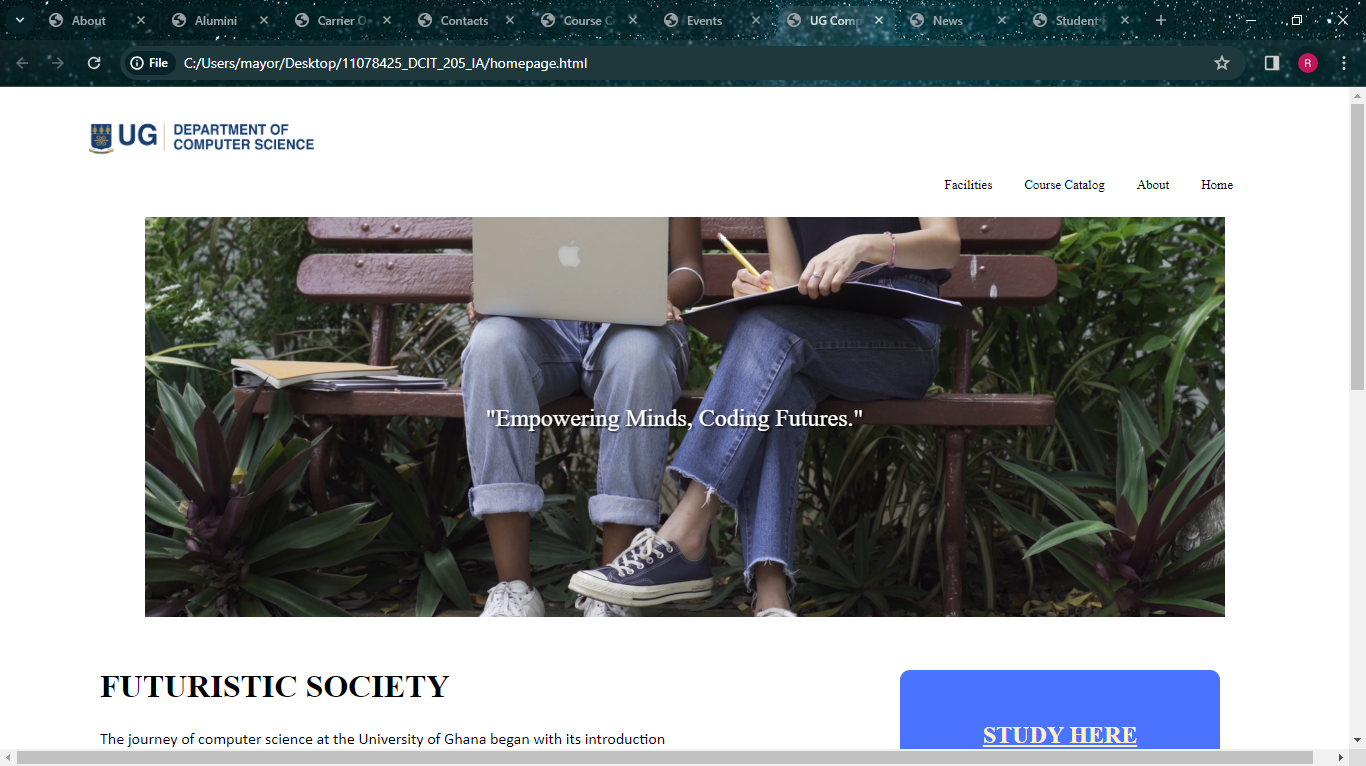 About
Alumini
Carrier O
Contacts
Course C
Events
UG Comp
News
Student
File
C:/Users/mayor/Desktop/11078425_DCIT_205_IA/homepage.html
R
UG
DEPARTMENT OF
COMPUTER SCIENCE
Facilities
Course Catalog
About
Home
"Empowering Minds, Coding Futures."
FUTURISTIC SOCIETY
The journey of computer science at the University of Ghana began with its introduction
STUDY HERE